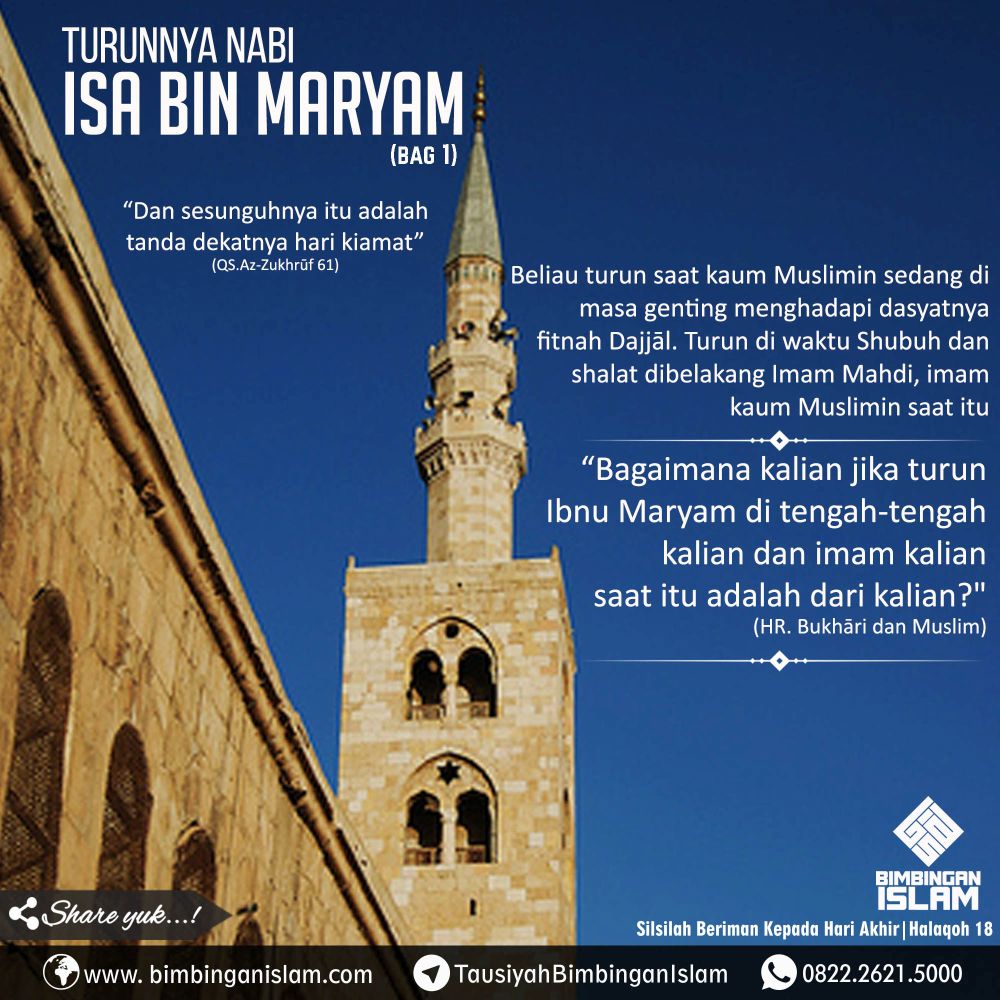 TURUNNYA NABI
ISA BIN MARYAM
(BAG 1)
“Dan sesunguhnya itu adalah
tanda dekatnya hari kiamat”
(QS.Az-Zukhrūf 61)
Beliau turun saat kaum Muslimin sedang di
masa genting menghadapi dasyatnya
fitnah Dajjāl. Turun di waktu Shubuh dan
shalat dibelakang Imam Mahdi, imam
kaum Muslimin saat itu
“Bagaimana kalian jika turun
Ibnu Maryam di tengah-tengah
kalian dan imam kalian
saat itu adalah dari kalian?"
(HR. Bukhāri dan Muslim)
BIMBINGAN
ISLAM
Silsilah Beriman Kepada Hari Akhir|Halaqoh 18
Share yuk...!
www. bimbinganislam.com
TausiyahBimbinganIslam
0822.2621.5000